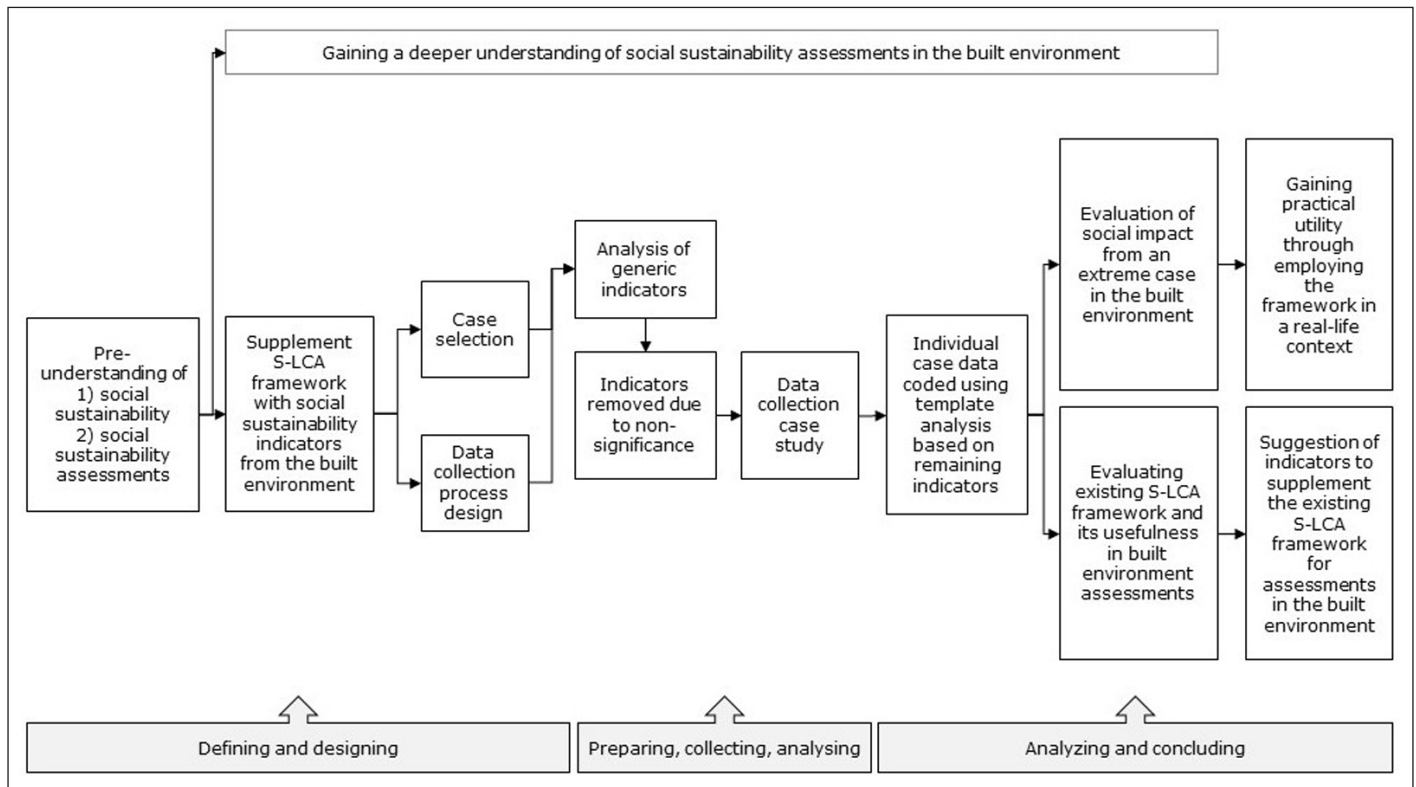 Gaining a deeper understanding of social sustainability assessments in the built environment
Pre-
understanding of
1) social
sustainability
2) social
sustainability
assessments
Supplement
S-LCA
framework
with social
sustainability
indicators
from the built
environment
Case
selection
Data
collection
process
design
Analysis of
generic
indicators
Indicators
removed due
to non-
significance
Data
collection
case
study
Individual
case data
coded using
template
analysis
based on
remaining
indicators
Evaluation of
social impact
from an
extreme case
in the built
environment
Gaining
practical
utility
through
employing
the
framework in
a real-life
context
Evaluating
existing S-LCA
framework and
its usefulness in
built
environment
assessments
Suggestion of
indicators to
supplement
the existing
S-LCA
framework
for
assessments
in the built
environment
Defining and designing
Preparing, collecting, analysing
Analyzing and concluding